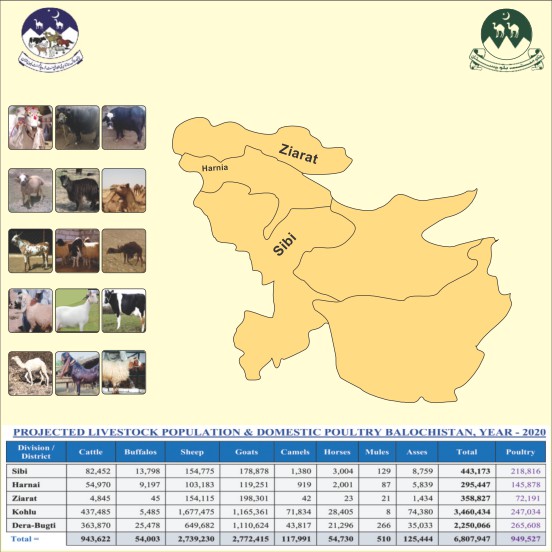 Ziarat
Harnia
Sibi
PROJECTED LIVESTOCK POPULATION & DOMESTIC POULTRY BALOCHISTAN, YEAR - 2020
Division / District Cattle Buffalos Sheep Goats Camels Horses Mules Asses Total Poultry
Sibi 82,452 13,798 154,775 178,878 1,380 3,004 129 8,759 443,173 218,816
Harnai 54,970 9,197 103,183 119,251 919 2,001 87 5,839 295,447 145,878
Ziarat 4,845 45 154,115 198,301 42 23 21 1,434 358,827 72,191
Kohlu 437,485 5,485 1,677,475 1,165,361 71,834 28,405 8 74,380 3,460,434 247,034
Dera-Bugti 363,870 25,478 649,682 1,110,624 43,817 21,296 266 35,033 2,250,066 265,608
Total = 943,622 54,003 2,739,230 2,772,415 117,991 54,730 510 125,444 6,807,947 949,527